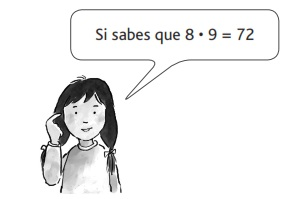 Si sabes que 8 • 9 = 72